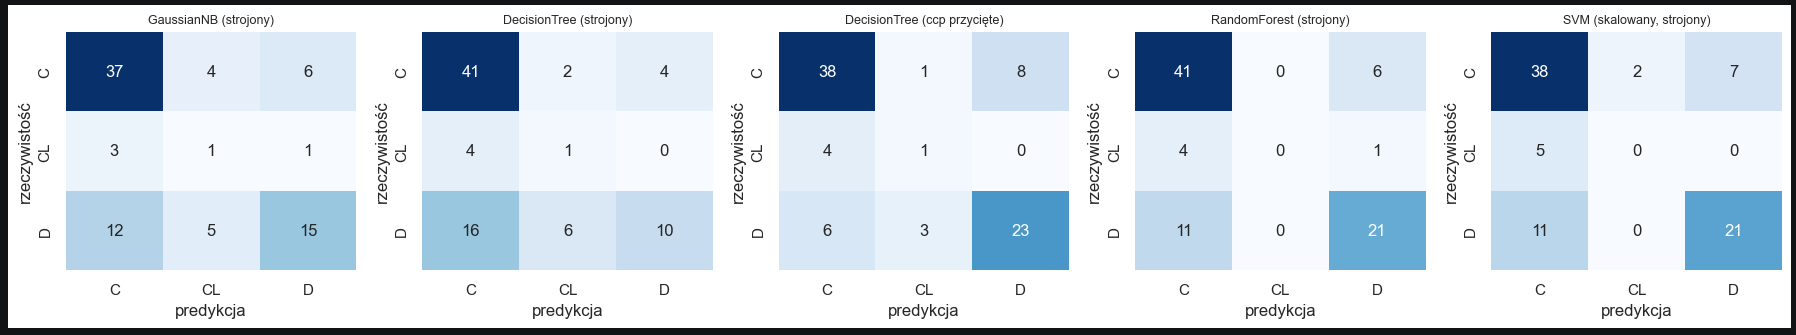 GaussianNB (strojony)
rzeczywistość
C
37
4
6
CL
3
1
1
D
12
5
15
C
CL
D
predykcja
DecisionTree (strojony)
rzeczywistość
C
41
2
4
CL
4
1
0
D
16
6
10
C
CL
D
predykcja
DecisionTree (ccp przycięte)
rzeczywistość
C
38
1
8
CL
4
1
0
D
6
3
23
C
CL
D
predykcja
RandomForest (strojony)
rzeczywistość
C
41
0
6
CL
4
0
1
D
11
0
21
C
CL
D
predykcja
SVM (skalowany, strojony)
rzeczywistość
C
38
2
7
CL
5
0
0
D
11
0
21
C
CL
D
predykcja